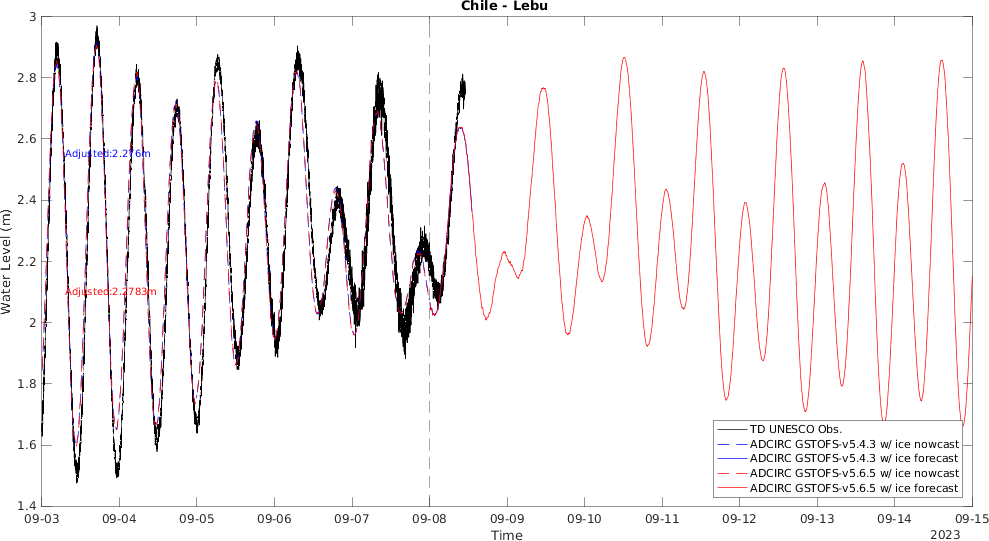 Chile - Lebu
3
2.8
2.6
2.4
2.2
2
1.8
1.6
1.4
Water Level (m)
Adjusted:2.276m
Adjusted:2.2783m
TD UNESCO Obs.
ADCIRC GSTOFS-v5.4.3 w/ ice nowcast
ADCIRC GSTOFS-v5.4.3 w/ ice forecast
ADCIRC GSTOFS-v5.6.5 w/ ice nowcast
ADCIRC GSTOFS-v5.6.5 w/ ice forecast
09-03 09-04 09-05 09-06 09-07 09-08 09-09 09-10 09-11 09-12 09-13 09-14 09-15
Time
2023